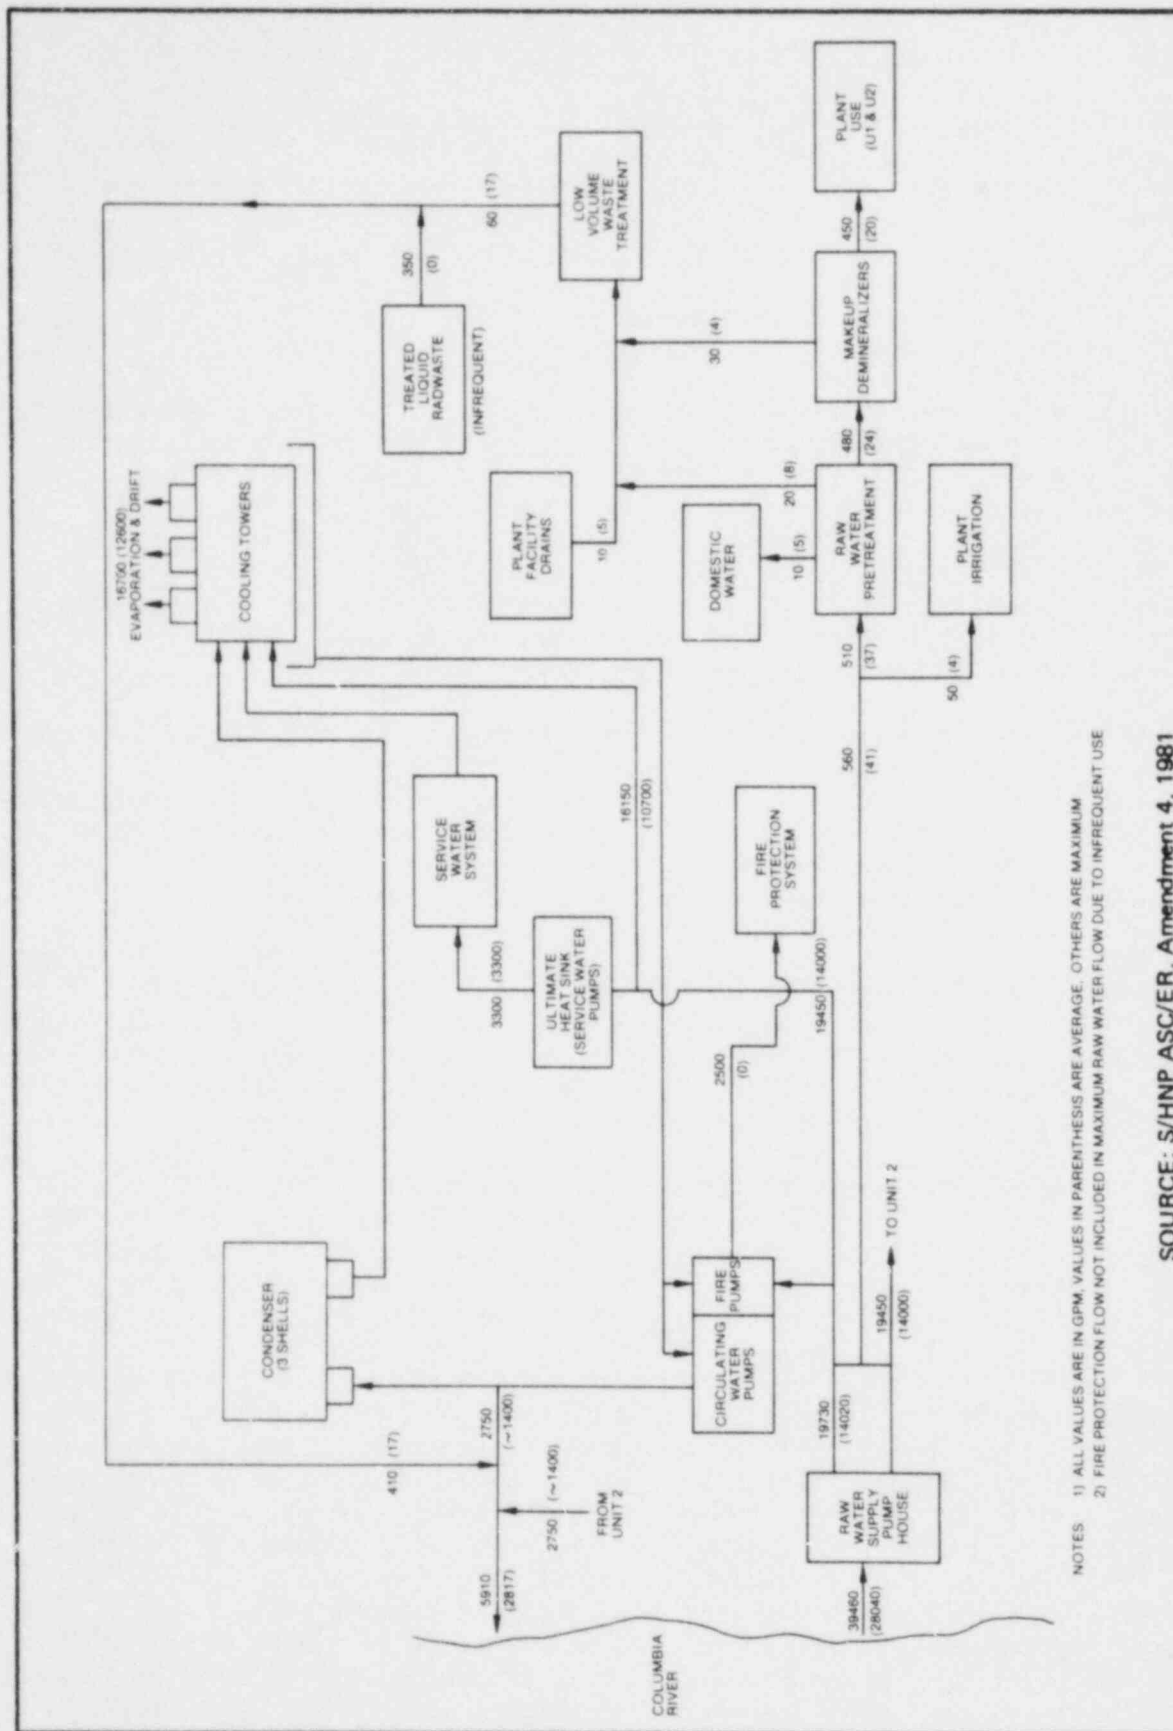 16700 (12600)
EVAPORATION & DRIFT
COOLING TOWERS
CONDENSER
(3 SHELLS)
410 (17)
2750
(~1400)
2750 (~1400)
FROM
UNIT 2
5910
(2817)
COLUMBIA
RIVER
39460
(28040)
RAW
WATER
SUPPLY
PUMP
HOUSE
19730
(14020)
19450
(14000)
TO UNIT 2
CIRCULATING
WATER
PUMPS
FIRE
PUMPS
2500
(0)
FIRE
PROTECTION
SYSTEM
19450 (14000)
ULTIMATE
HEAT SINK
(SERVICE WATER
PUMPS)
3300 (3300)
SERVICE
WATER
SYSTEM
16150
(10700)
560
(41)
50 (4)
PLANT
IRRIGATION
510
(37)
RAW
WATER
PRETREATMENT
10 (5)
DOMESTIC
WATER
20 (8)
480
(24)
MAKEUP
DEMINERALIZERS
30 (4)
450
(20)
PLANT
USE
(U1 & U2)
PLANT
FACILITY
DRAINS
10 (5)
LOW
VOLUME
WASTE
TREATMENT
60 (17)
TREATED
LIQUID
RADWASTE
(INFREQUENT)
350
(0)
NOTES 1) ALL VALUES ARE IN GPM, VALUES IN PARENTHESIS ARE AVERAGE, OTHERS ARE MAXIMUM
2) FIRE PROTECTION FLOW NOT INCLUDED IN MAXIMUM RAW WATER FLOW DUE TO INFREQUENT USE
SOURCE: S/HNP ASC/ER, Amendment 4, 1981